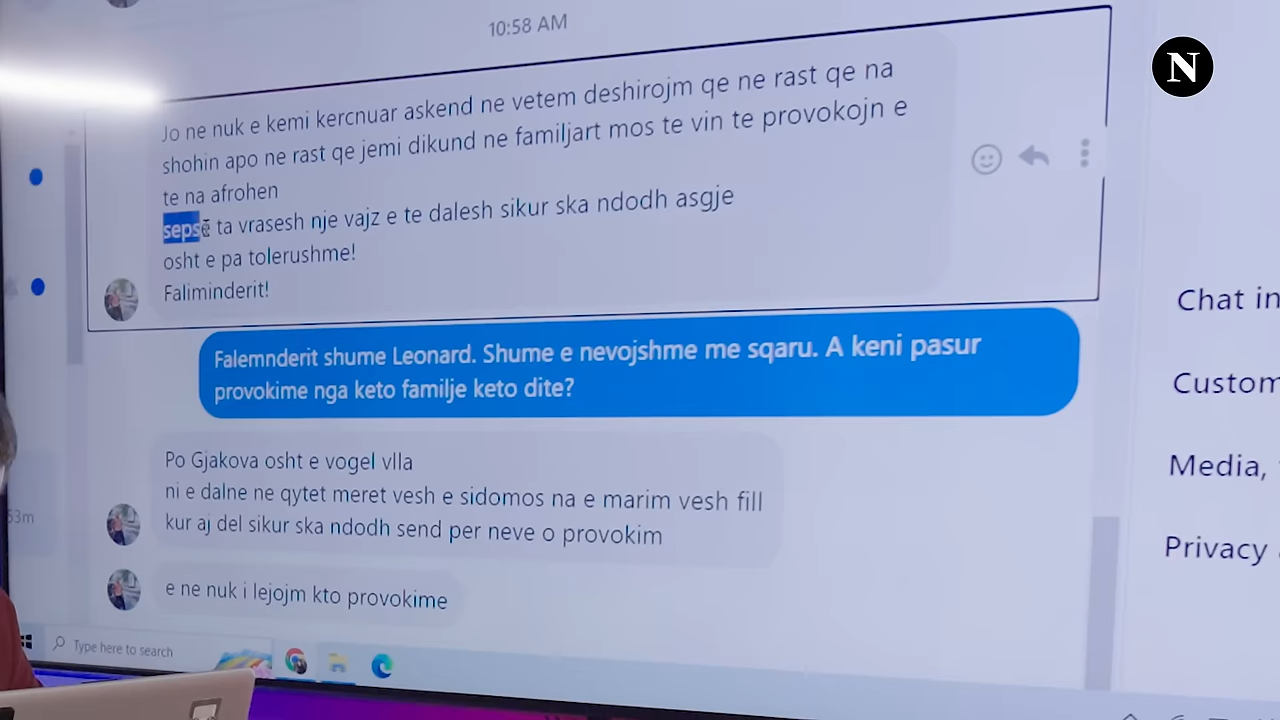 10:58 AM
N
Jo ne nuk e kemi kercnuar askend ne vetem deshirojm qe ne rast qe na
shohin apo ne rast qe jemi dikund ne familjart mos te vin te provokojn e
te na afrohen
sepsë ta vrasesh nje vajz e te dalesh sikur ska ndodh asgje
osht e pa tolerushme!
Faliminderit!
Falemnderit shume Leonard. Shume e nevojshme me sqaru. A keni pasur
provokime nga keto familje keto dite?
Po Gjakova osht e vogel vlla
ni e dalne ne qytet meret vesh e sidomos na e marim vesh fill
kur aj del sikur ska ndodh send per neve o provokim
e ne nuk i lejojm kto provokime
53m
Chat in
Custom
Media,
Privacy
Type here to search